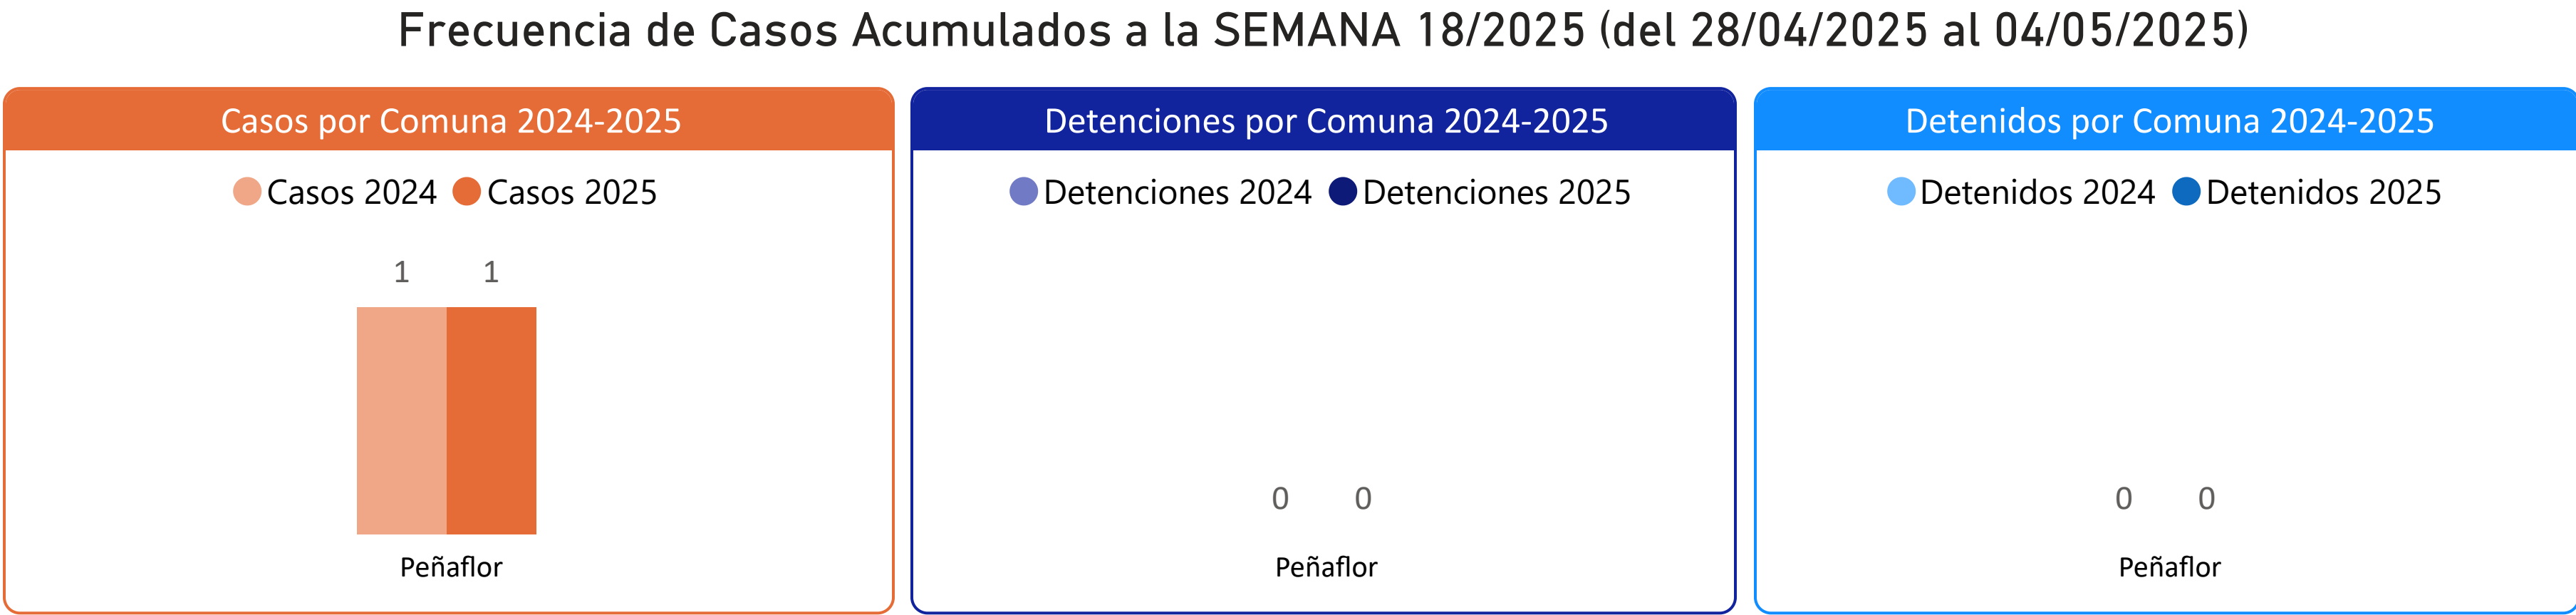 Frecuencia de Casos Acumulados a la SEMANA 18/2025 (del 28/04/2025 al 04/05/2025)
Casos por Comuna 2024-2025
Casos 2024 Casos 2025
1 1
Peñaflor
Detenciones por Comuna 2024-2025
Detenciones 2024 Detenciones 2025
0 0
Peñaflor
Detenidos por Comuna 2024-2025
Detenidos 2024 Detenidos 2025
0 0
Peñaflor